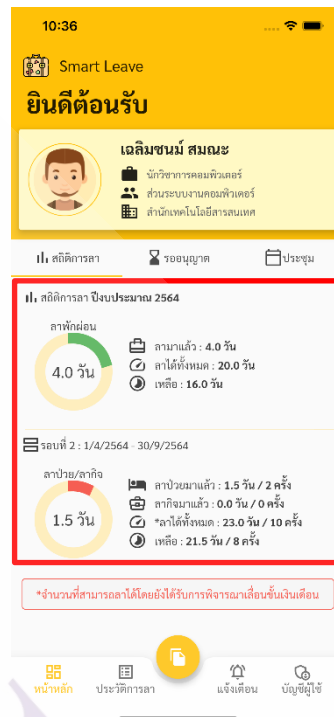 10:36
Smart Leave
ยินดีต้อนรับ
เฉลิมชนม์ สมณะ
นักวิชาการคอมพิวเตอร์
ส่วนระบบงานคอมพิวเตอร์
สำนักเทคโนโลยีสารสนเทศ
สถิติการลา รออนุญาต ประชุม
สถิติการลา ปีงบประมาณ 2564
ลาพักผ่อน
4.0 วัน
ลามาแล้ว : 4.0 วัน
ลาได้ทั้งหมด : 20.0 วัน
เหลือ : 16.0 วัน
รอบที่ 2 : 1/4/2564 - 30/9/2564
ลาป่วย/ลากิจ
1.5 วัน
ลาป่วยมาแล้ว : 1.5 วัน / 2 ครั้ง
ลากิจมาแล้ว : 0.0 วัน / 0 ครั้ง
*ลาได้ทั้งหมด : 23.0 วัน / 10 ครั้ง
เหลือ : 21.5 วัน / 8 ครั้ง
*จำนวนที่สามารถลาได้โดยยังได้รับการพิจารณาเลื่อนขั้นเงินเดือน
หน้าหลัก ประวัติการลา แจ้งเตือน บัญชีผู้ใช้